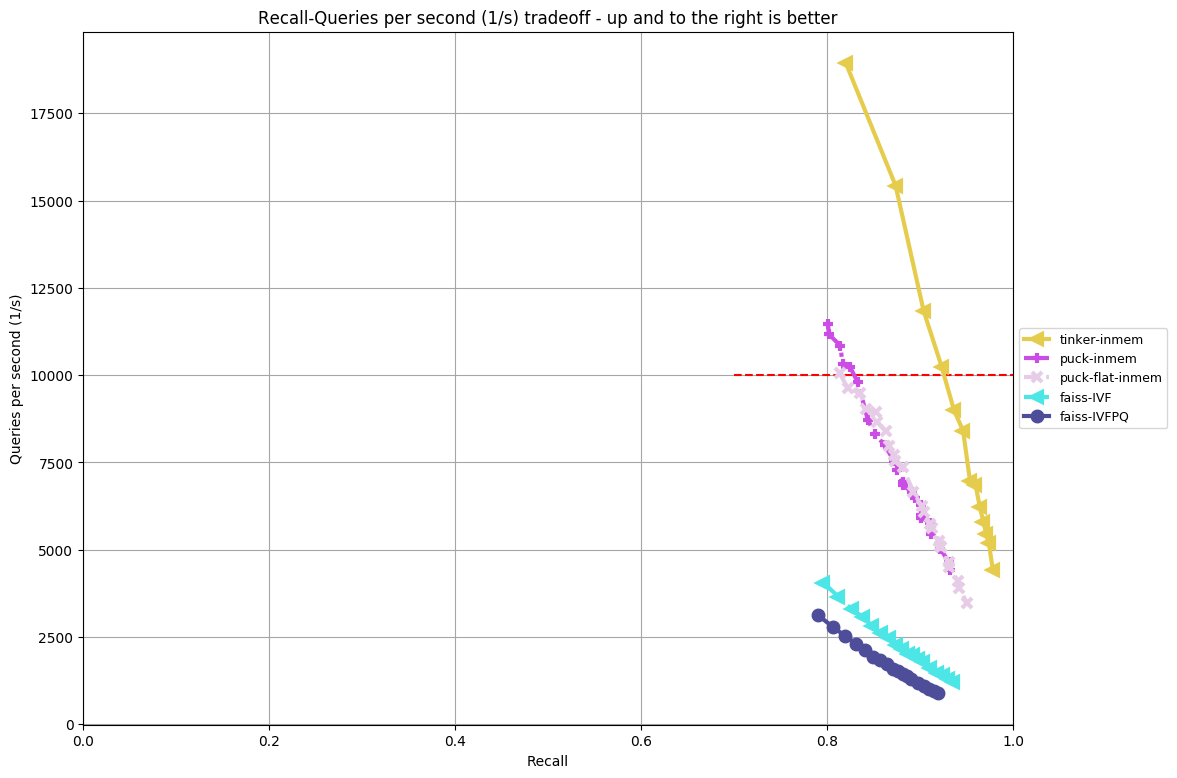 Recall-Queries per second (1/s) tradeoff - up and to the right is better
Queries per second (1/s)
17500
15000
12500
10000
7500
5000
2500
0
0.0
0.2
0.4
0.6
0.8
1.0
Recall
tinker-inmem
puck-inmem
puck-flat-inmem
faiss-IVF
faiss-IVFPQ